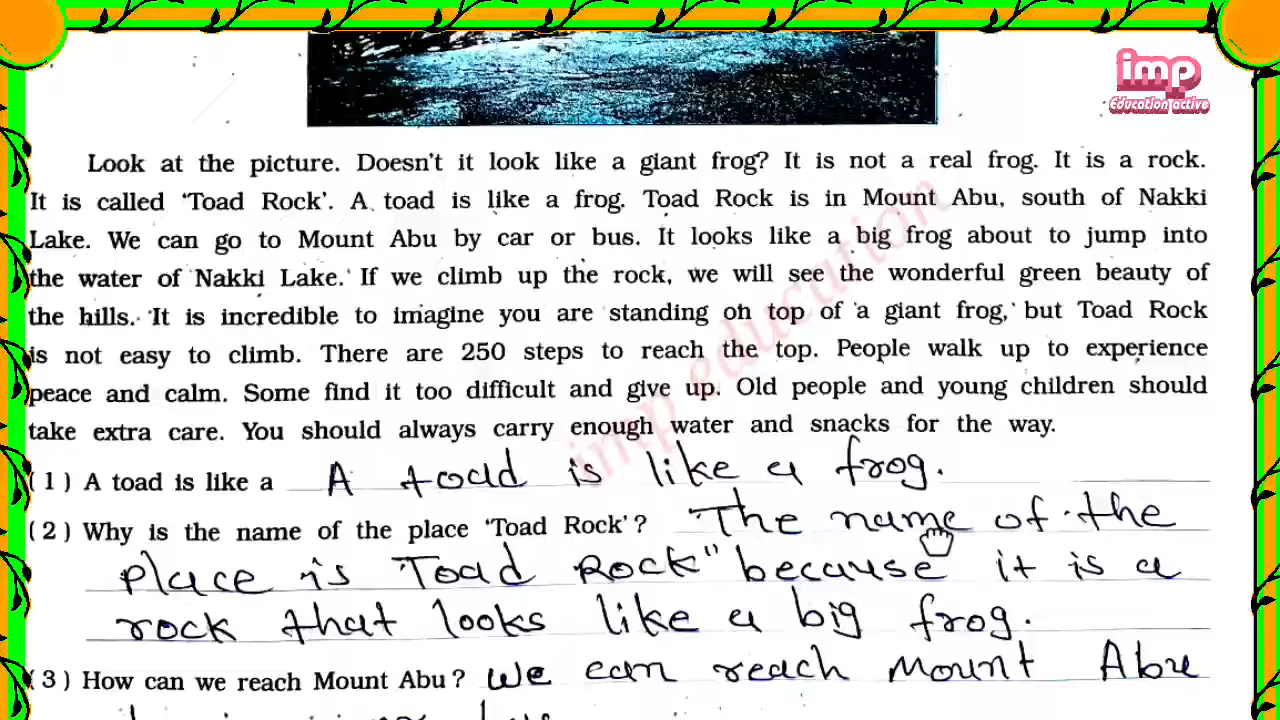 imp
Education active
Look at the picture. Doesn't it look like a giant frog? It is not a real frog. It is a rock.
It is called 'Toad Rock'. A toad is like a frog. Toad Rock is in Mount Abu, south of Nakki
Lake. We can go to Mount Abu by car or bus. It looks like a big frog about to jump into
the water of Nakki Lake. If we climb up the rock, we will see the wonderful green beauty of
the hills. It is incredible to imagine you are standing on top of a giant frog, but Toad Rock
is not easy to climb. There are 250 steps to reach the top. People walk up to experience
peace and calm. Some find it too difficult and give up. Old people and young children should
take extra care. You should always carry enough water and snacks for the way.
imp education
(1) A toad is like a A toad is like a frog.
(2) Why is the name of the place 'Toad Rock'? The name of the
place is Toad Rock" because it is a
rock that looks like a big frog.
(3) How can we reach Mount Abu? We can reach Mount Abu